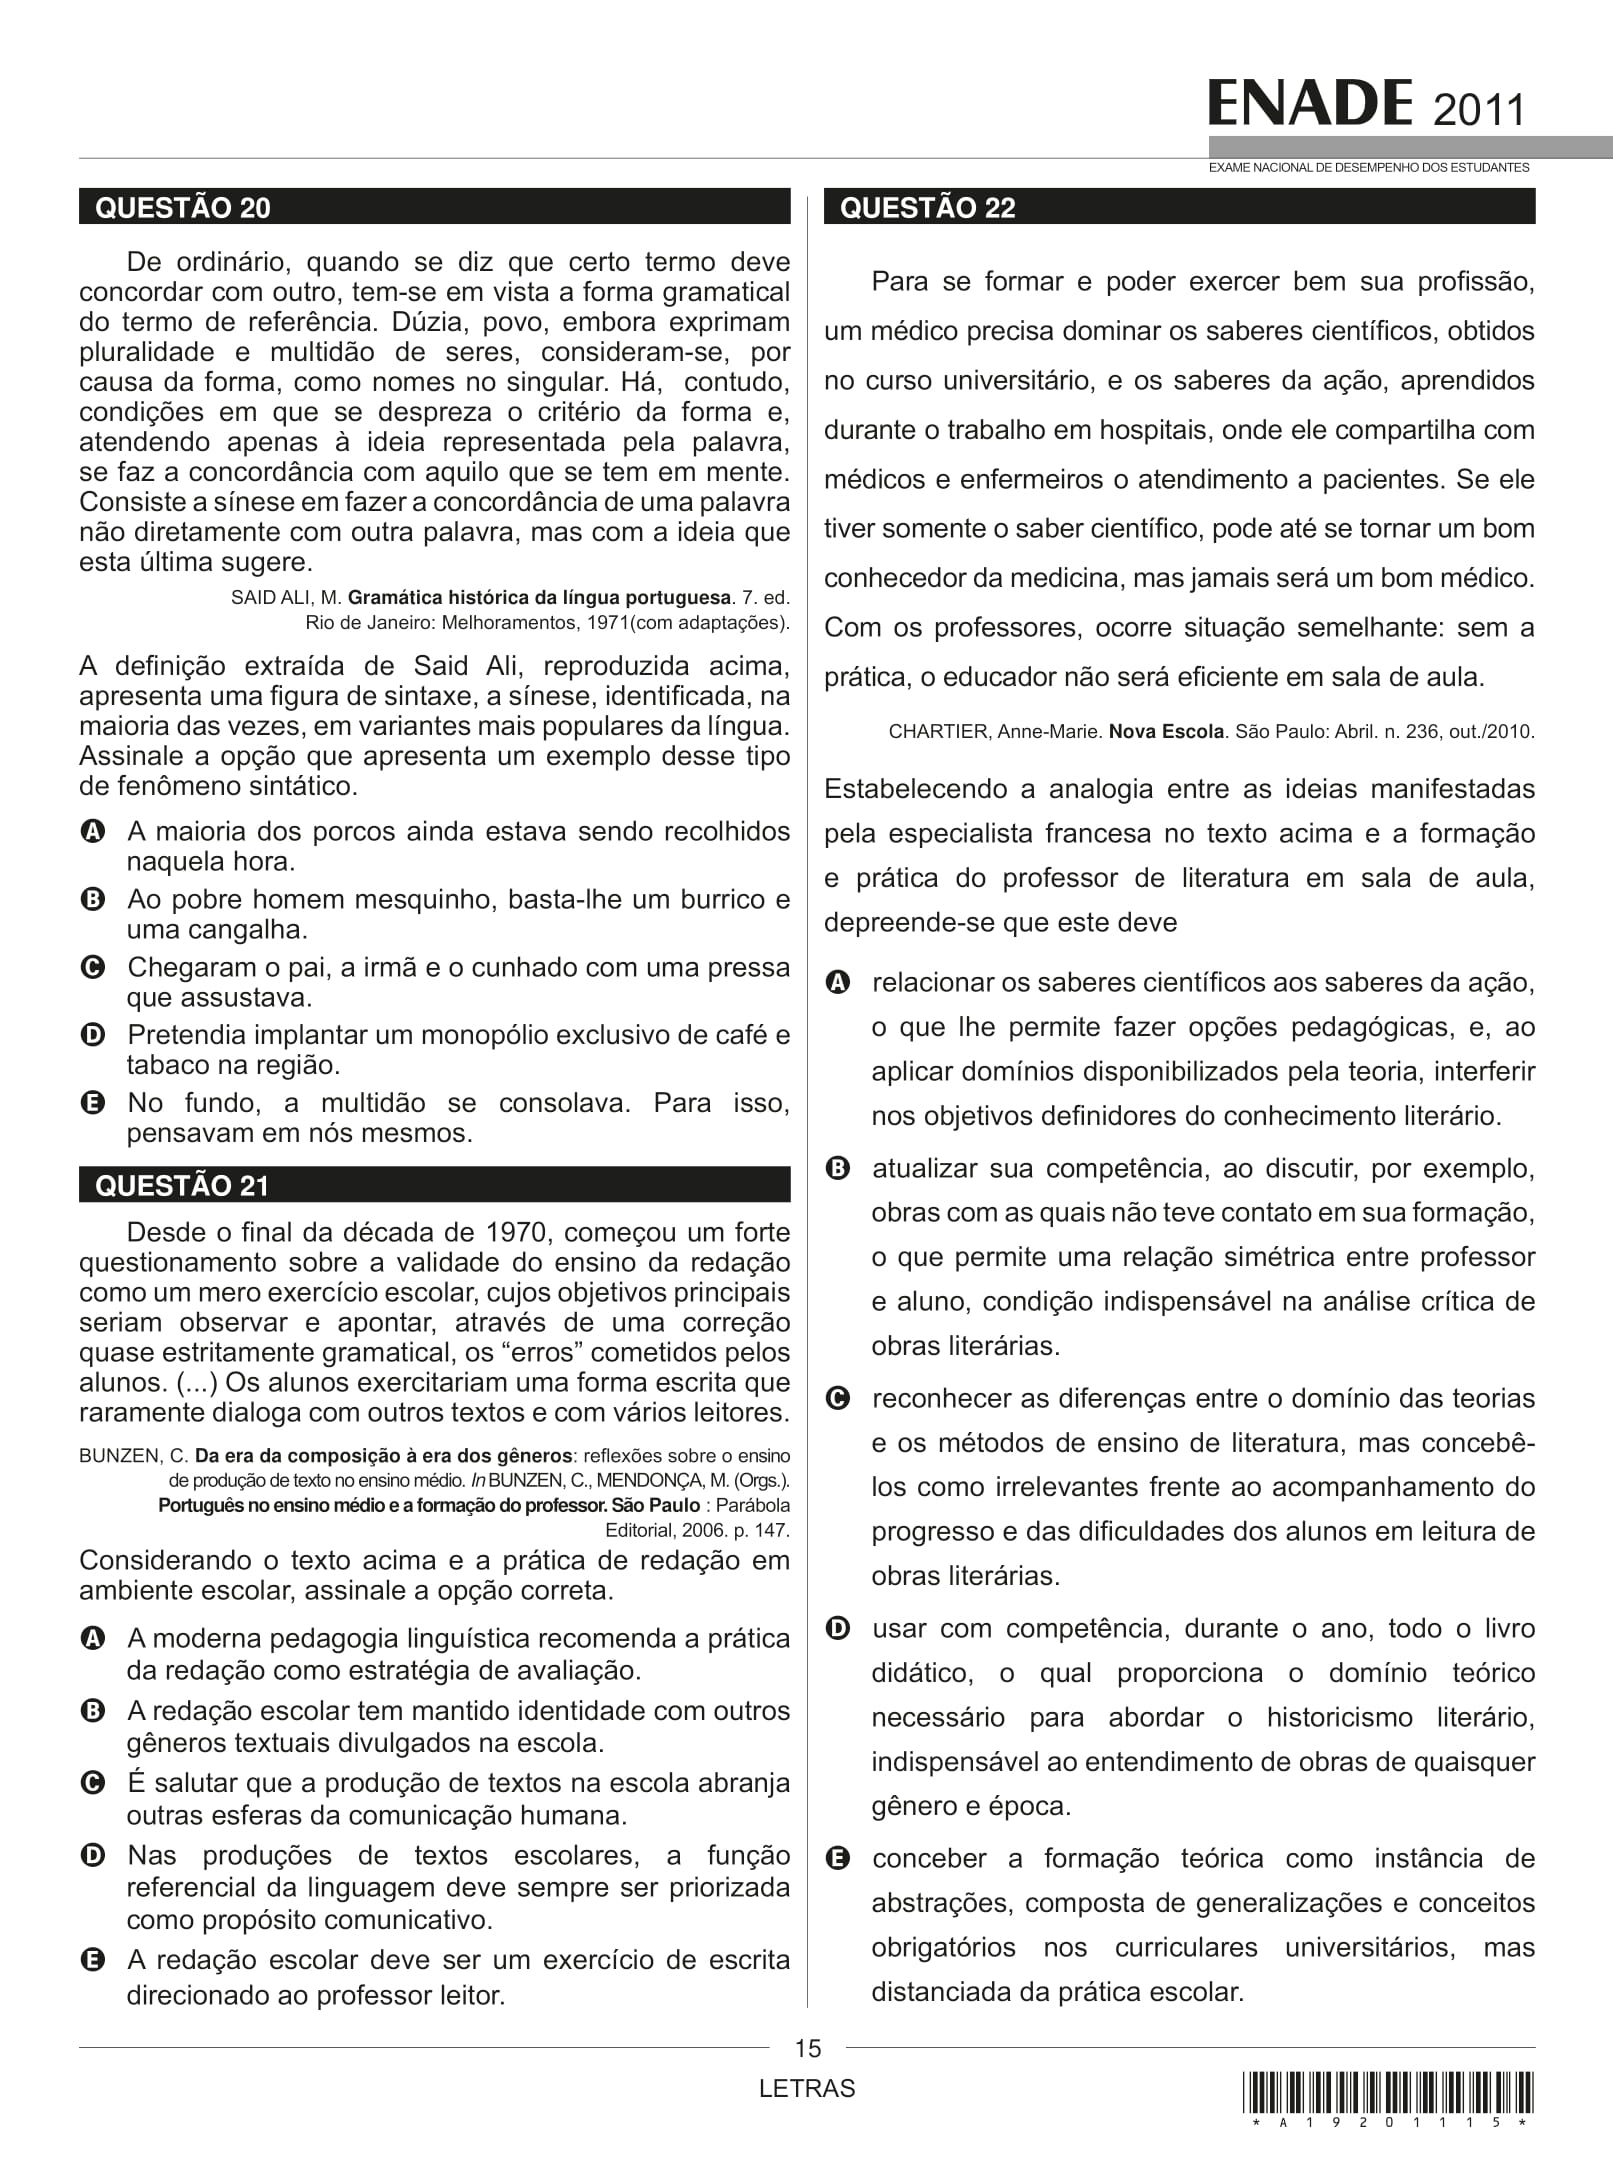 ENADE 2011
EXAME NACIONAL DE DESEMPENHO DOS ESTUDANTES
QUESTÃO 20
De ordinário, quando se diz que certo termo deve
concordar com outro, tem-se em vista a forma gramatical
do termo de referência. Dúzia, povo, embora exprimam
pluralidade e multidão de seres, consideram-se, por
causa da forma, como nomes no singular. Há, contudo,
condições em que se despreza o critério da forma e,
atendendo apenas à ideia representada pela palavra,
se faz a concordância com aquilo que se tem em mente.
Consiste a sínese em fazer a concordância de uma palavra
não diretamente com outra palavra, mas com a ideia que
esta última sugere.
SAID ALI, M. Gramática histórica da língua portuguesa. 7. ed.
Rio de Janeiro: Melhoramentos, 1971(com adaptações).
A definição extraída de Said Ali, reproduzida acima,
apresenta uma figura de sintaxe, a sínese, identificada, na
maioria das vezes, em variantes mais populares da língua.
Assinale a opção que apresenta um exemplo desse tipo
de fenômeno sintático.
A A maioria dos porcos ainda estava sendo recolhidos
naquela hora.
B Ao pobre homem mesquinho, basta-lhe um burrico e
uma cangalha.
C Chegaram o pai, a irmã e o cunhado com uma pressa
que assustava.
D Pretendia implantar um monopólio exclusivo de café e
tabaco na região.
E No fundo, a multidão se consolava. Para isso,
pensavam em nós mesmos.
QUESTÃO 21
Desde o final da década de 1970, começou um forte
questionamento sobre a validade do ensino da redação
como um mero exercício escolar, cujos objetivos principais
seriam observar e apontar, através de uma correção
quase estritamente gramatical, os “erros” cometidos pelos
alunos. (...) Os alunos exercitariam uma forma escrita que
raramente dialoga com outros textos e com vários leitores.
BUNZEN, C. Da era da composição à era dos gêneros: reflexões sobre o ensino
de produção de texto no ensino médio. In BUNZEN, C., MENDONÇA, M. (Orgs.).
Português no ensino médio e a formação do professor. São Paulo : Parábola
Editorial, 2006. p. 147.
Considerando o texto acima e a prática de redação em
ambiente escolar, assinale a opção correta.
A A moderna pedagogia linguística recomenda a prática
da redação como estratégia de avaliação.
B A redação escolar tem mantido identidade com outros
gêneros textuais divulgados na escola.
C É salutar que a produção de textos na escola abranja
outras esferas da comunicação humana.
D Nas produções de textos escolares, a função
referencial da linguagem deve sempre ser priorizada
como propósito comunicativo.
E A redação escolar deve ser um exercício de escrita
direcionado ao professor leitor.
QUESTÃO 22
Para se formar e poder exercer bem sua profissão,
um médico precisa dominar os saberes científicos, obtidos
no curso universitário, e os saberes da ação, aprendidos
durante o trabalho em hospitais, onde ele compartilha com
médicos e enfermeiros o atendimento a pacientes. Se ele
tiver somente o saber científico, pode até se tornar um bom
conhecedor da medicina, mas jamais será um bom médico.
Com os professores, ocorre situação semelhante: sem a
prática, o educador não será eficiente em sala de aula.
CHARTIER, Anne-Marie. Nova Escola. São Paulo: Abril. n. 236, out./2010.
Estabelecendo a analogia entre as ideias manifestadas
pela especialista francesa no texto acima e a formação
e prática do professor de literatura em sala de aula,
depreende-se que este deve
A relacionar os saberes científicos aos saberes da ação,
o que lhe permite fazer opções pedagógicas, e, ao
aplicar domínios disponibilizados pela teoria, interferir
nos objetivos definidores do conhecimento literário.
B atualizar sua competência, ao discutir, por exemplo,
obras com as quais não teve contato em sua formação,
o que permite uma relação simétrica entre professor
e aluno, condição indispensável na análise crítica de
obras literárias.
C reconhecer as diferenças entre o domínio das teorias
e os métodos de ensino de literatura, mas concebê-
los como irrelevantes frente ao acompanhamento do
progresso e das dificuldades dos alunos em leitura de
obras literárias.
D usar com competência, durante o ano, todo o livro
didático, o qual proporciona o domínio teórico
necessário para abordar o historicismo literário,
indispensável ao entendimento de obras de quaisquer
gênero e época.
E conceber a formação teórica como instância de
abstrações, composta de generalizações e conceitos
obrigatórios nos curriculares universitários, mas
distanciada da prática escolar.
15
LETRAS
*A19201115*